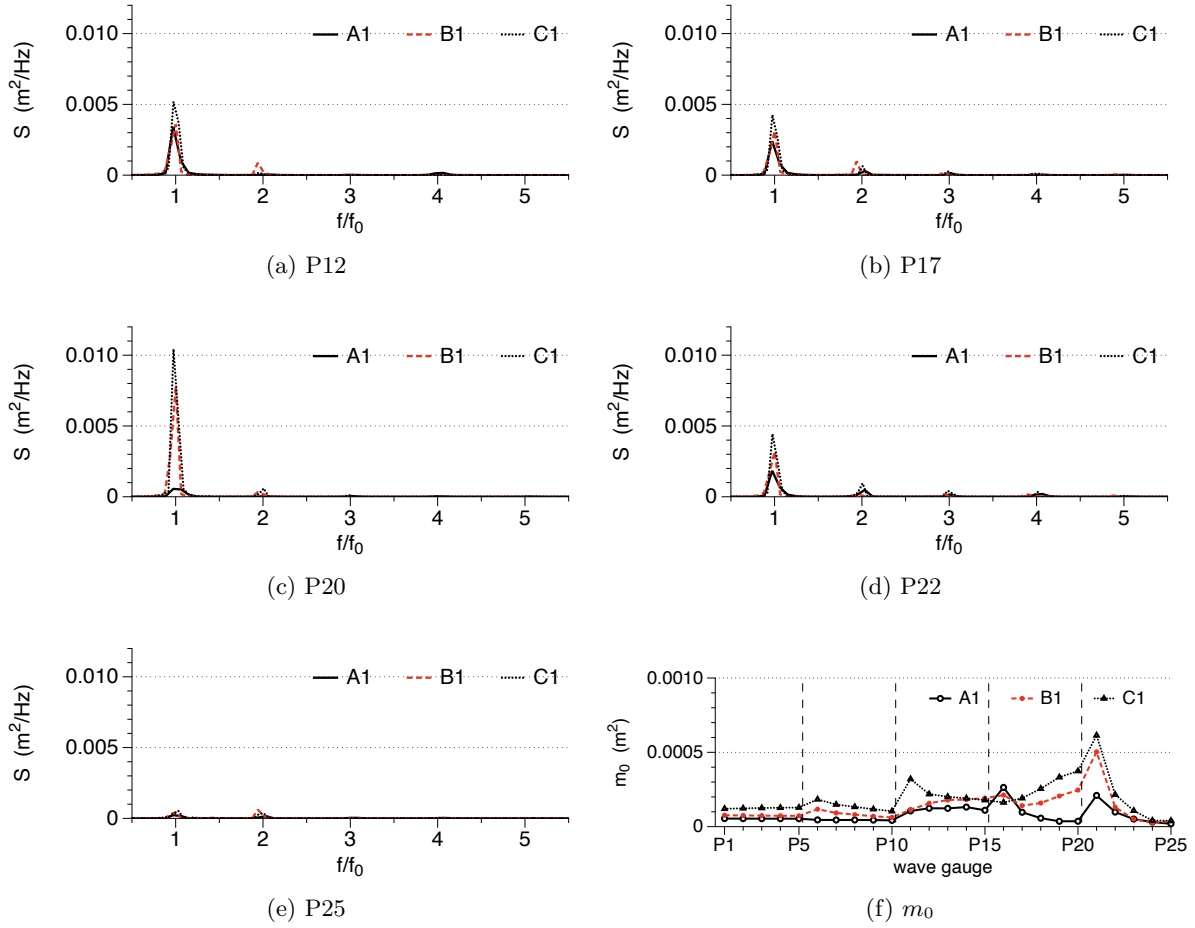 0.010
0.005
0
S (m²/Hz)
A1 B1 C1
1 2 3 4 5
f/f₀
(a) P12
0.010
0.005
0
S (m²/Hz)
A1 B1 C1
1 2 3 4 5
f/f₀
(b) P17
0.010
0.005
0
S (m²/Hz)
A1 B1 C1
1 2 3 4 5
f/f₀
(c) P20
0.010
0.005
0
S (m²/Hz)
A1 B1 C1
1 2 3 4 5
f/f₀
(d) P22
0.010
0.005
0
S (m²/Hz)
A1 B1 C1
1 2 3 4 5
f/f₀
(e) P25
0.0010
0.0005
0
m₀ (m²)
A1 B1 C1
P1 P5 P10 P15 P20 P25
wave gauge
(f) m₀